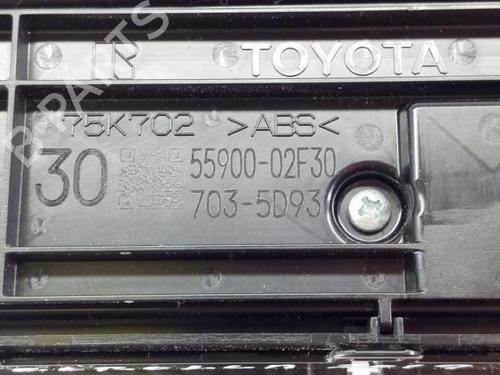 R TOYOTA
75K702 >ABS<
30 55900-02F30
703-5D93
B-Parts